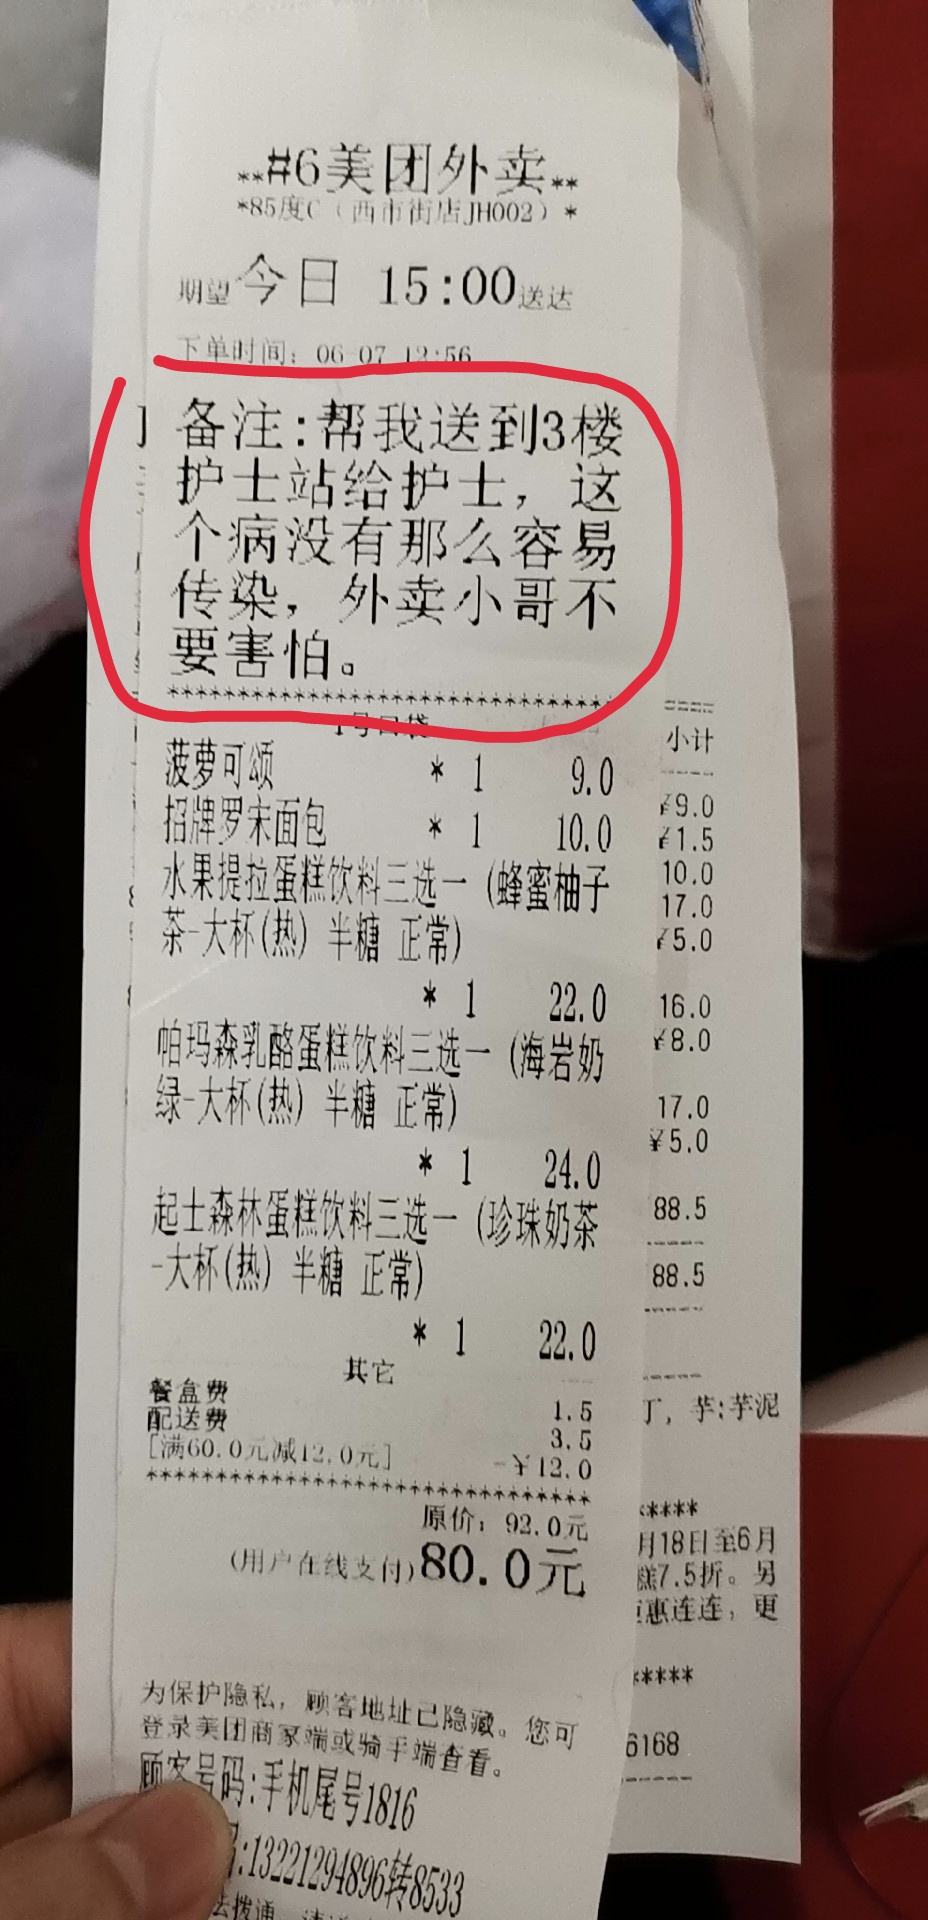 **#6美团外卖**
*85度C（西市街店JH002）*
期望今日 15:00送达
下单时间：06-07 12:56
备注:帮我送到3楼
护士站给护士，这
个病没有那么容易
传染，外卖小哥不
要害怕。
********************************
1号口袋
菠萝可颂 * 1 9.0
招牌罗宋面包 * 1 10.0
水果提拉蛋糕饮料三选一（蜂蜜柚子
茶-大杯(热) 半糖 正常)
* 1 22.0
帕玛森乳酪蛋糕饮料三选一（海岩奶
绿-大杯(热) 半糖 正常)
* 1 24.0
起士森林蛋糕饮料三选一（珍珠奶茶
-大杯(热) 半糖 正常)
* 1 22.0
其它
餐盒费 1.5
配送费 3.5
[满60.0元减12.0元] -￥12.0
********************************
原价：92.0元
(用户在线支付)80.0元
为保护隐私，顾客地址已隐藏。您可
登录美团商家端或骑手端查看。
顾客号码:手机尾号1816
:13221294896转8533
小计
¥9.0
¥1.5
10.0
17.0
¥5.0
16.0
¥8.0
17.0
¥5.0
88.5
88.5
丁，芋:芋泥
*****
月18日至6月
糕7.5折。另
惠连连，更
*****
6168